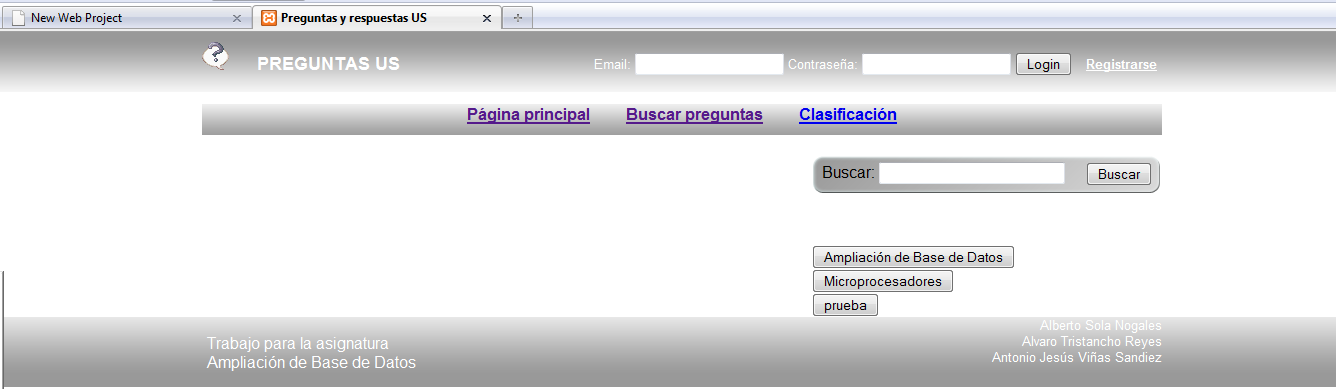 New Web Project
Preguntas y respuestas US
PREGUNTAS US
Email:
Contraseña:
Login
Registrarse
Página principal
Buscar preguntas
Clasificación
Buscar:
Buscar
Ampliación de Base de Datos
Microprocesadores
prueba
Trabajo para la asignatura
Ampliación de Base de Datos
Alberto Sola Nogales
Alvaro Tristancho Reyes
Antonio Jesús Viñas Sandiez